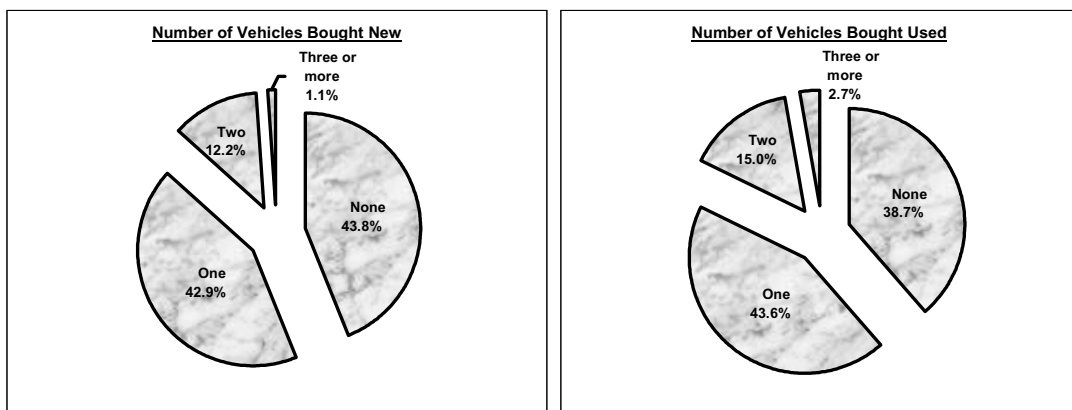 Number of Vehicles Bought New
Three or
more
1.1%
Two
12.2%
None
43.8%
One
42.9%
Number of Vehicles Bought Used
Three or
more
2.7%
Two
15.0%
None
38.7%
One
43.6%